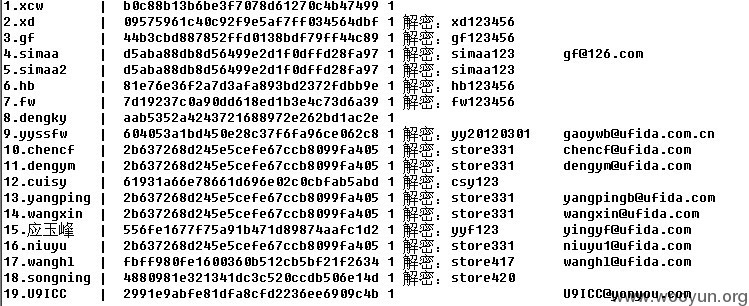 1.xcw | b0c88b13b6be3f7078d61270c4b47499 1
2.xd | 09575961c40c92f9e5af7ff034564dbf 1 解密：xd123456
3.gf | 44b3cbd887852ffd0138bdf79ff44c89 1 解密：gf123456
4.simaa | d5aba88db8d56499e2d1f0dffd28fa97 1 解密：simaa123 gf@126.com
5.simaa2 | d5aba88db8d56499e2d1f0dffd28fa97 1 解密：simaa123
6.hb | 81e76e36f2a7d3afa893bd2372fdbb9e 1 解密：hb123456
7.fw | 7d19237c0a90dd618ed1b3e4c73d6a39 1 解密：fw123456
8.dengky | aab5352a4243721688972e262bd1ac2e 1
9.yyssfw | 604053a1bd450e28c37f6fa96ce062c8 1 解密：yy20120301 gaoywb@ufida.com.cn
10.chencf | 2b637268d245e5cefe67ccb8099fa405 1 解密：store331 chencf@ufida.com
11.dengym | 2b637268d245e5cefe67ccb8099fa405 1 解密：store331 dengym@ufida.com
12.cuisy | 61931a66e78661d696e02c0cbfab5abd 1 解密：csy123
13.yangping | 2b637268d245e5cefe67ccb8099fa405 1 解密：store331 yangpingb@ufida.com
14.wangxin | 2b637268d245e5cefe67ccb8099fa405 1 解密：store331 wangxin@ufida.com
15.应玉峰 | 556fe1677f75a91b471d89874aafc1d2 1 解密：yyf123 yingyf@ufida.com
16.niuyu | 2b637268d245e5cefe67ccb8099fa405 1 解密：store331 niuyu1@ufida.com
17.wanghl | fbff980fe1600360b512cb5bf21f2634 1 解密：store417 wanghl@ufida.com
18.songning | 4880981e321341dc3c520ccdb506e14d 1 解密：store420
19.U9ICC | 2991e9abfe81dfa8cfd2236ee6909c4b 1 U9ICC@yonyou.com
www.wooyun.org